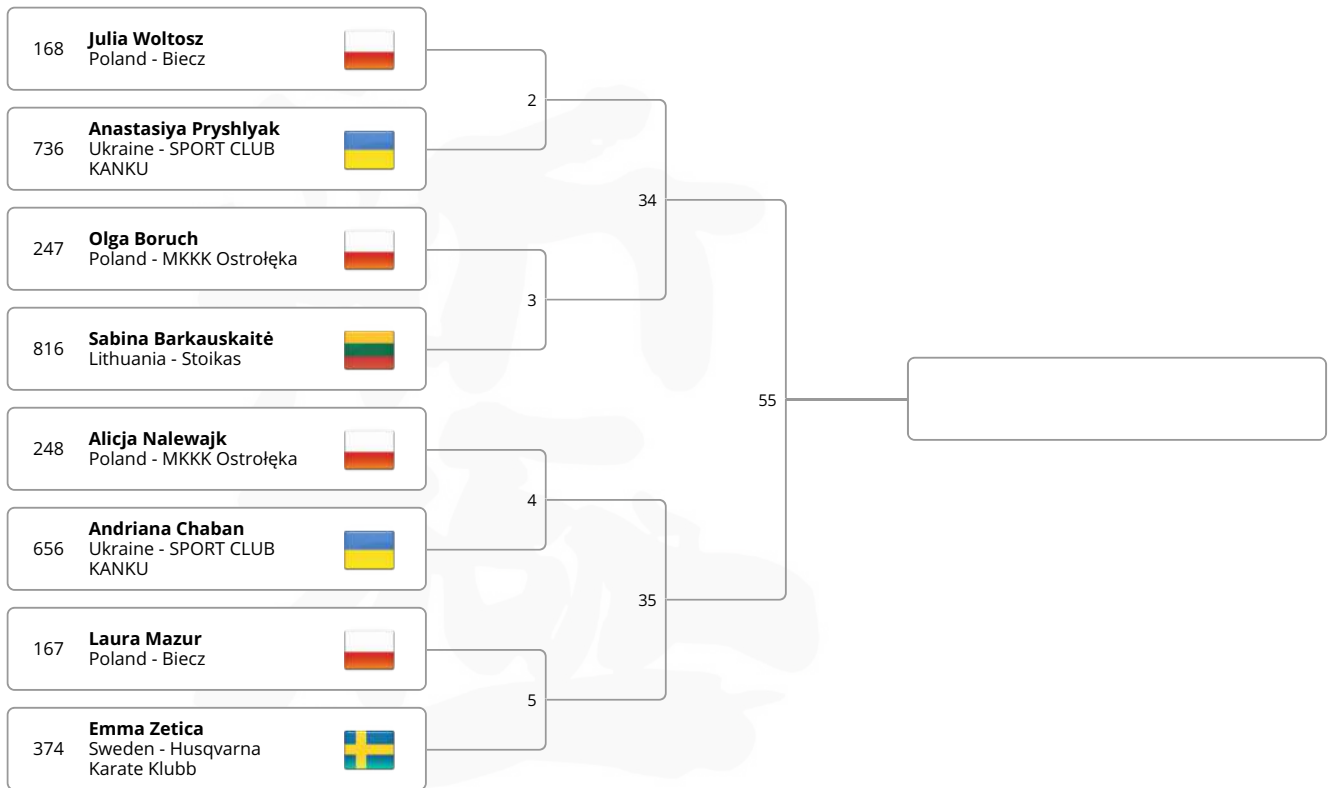 168
Julia Woltosz
Poland - Biecz
736
Anastasiya Pryshlyak
Ukraine - SPORT CLUB
KANKU
247
Olga Boruch
Poland - MKKK Ostrołęka
816
Sabina Barkauskaitė
Lithuania - Stoikas
248
Alicja Nalewajk
Poland - MKKK Ostrołęka
656
Andriana Chaban
Ukraine - SPORT CLUB
KANKU
167
Laura Mazur
Poland - Biecz
374
Emma Zetica
Sweden - Husqvarna
Karate Klubb
2
3
4
5
34
35
55